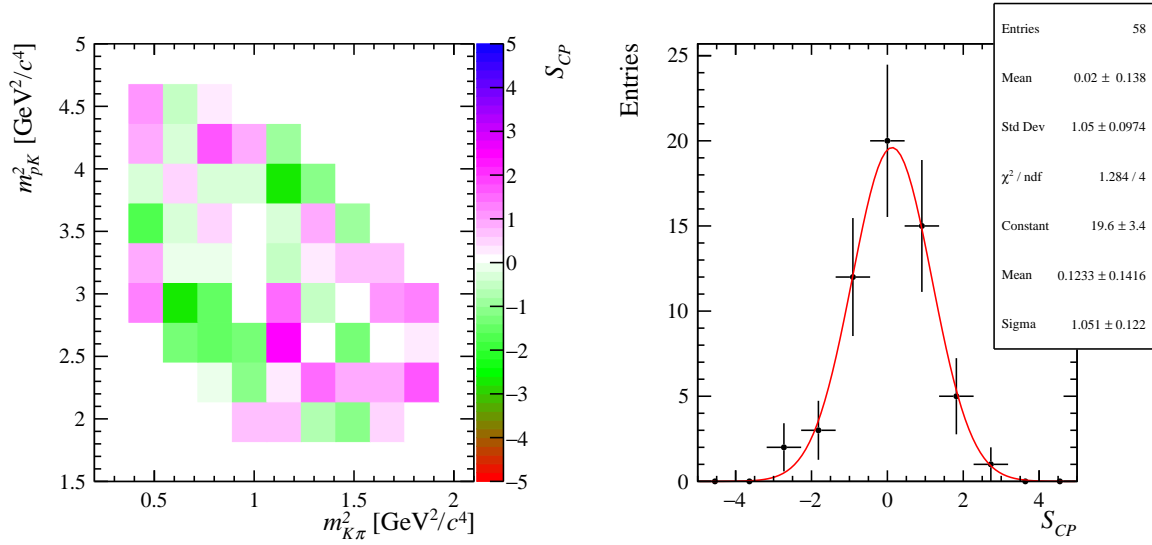 m²_pK [GeV²/c⁴]
5
4.5
4
3.5
3
2.5
2
1.5
0.5 1 1.5 2
m²_Kπ [GeV²/c⁴]
S_CP
5
4
3
2
1
0
−1
−2
−3
−4
−5
Entries
25
20
15
10
5
0
−4 −2 0 2 4
S_CP
Entries 58
Mean 0.02 ± 0.138
Std Dev 1.05 ± 0.0974
χ² / ndf 1.284 / 4
Constant 19.6 ± 3.4
Mean 0.1233 ± 0.1416
Sigma 1.051 ± 0.122